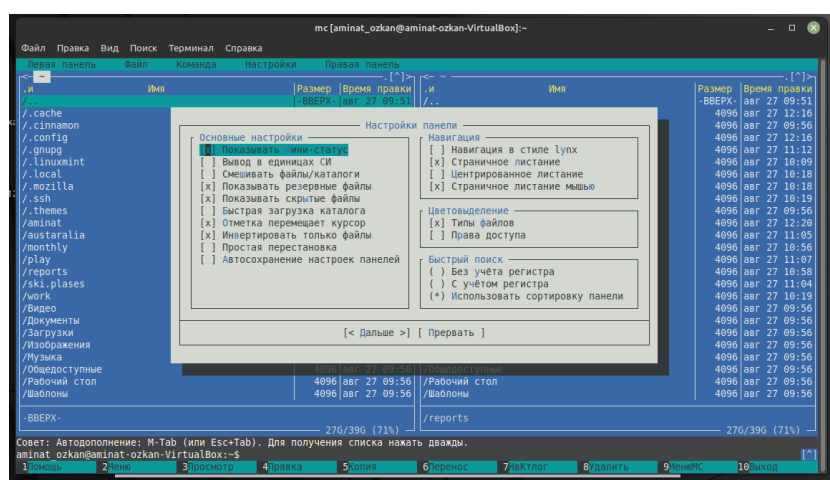 mc [aminat_ozkan@aminat-ozkan-VirtualBox]:~
Файл Правка Вид Поиск Терминал Справка
Левая панель Файл Команда Настройки Правая панель
<- ~ .[^]> <- ~ .[^]>
.и Имя Размер Время правки .и Имя Размер Время правки
/.. -ВВЕРХ- авг 27 09:51 /.. -ВВЕРХ- авг 27 09:51
/.cache 4096 авг 27 12:16
/.cinnamon 4096 авг 27 09:56
/.config 4096 авг 27 12:16
/.gnupg 4096 авг 27 11:12
/.linuxmint 4096 авг 27 10:09
/.local 4096 авг 27 10:18
/.mozilla 4096 авг 27 10:18
/.ssh 4096 авг 27 10:19
/.themes 4096 авг 27 09:56
/aminat 4096 авг 27 12:20
/austaralia 4096 авг 27 11:05
/monthly 4096 авг 27 10:56
/play 4096 авг 27 11:07
/reports 4096 авг 27 10:58
/ski.plases 4096 авг 27 11:04
/work 4096 авг 27 10:19
/Видео 4096 авг 27 09:56
/Документы 4096 авг 27 09:56
/Загрузки 4096 авг 27 09:56
/Изображения 4096 авг 27 09:56
/Музыка 4096 авг 27 09:56
/Общедоступные 4096 авг 27 09:56 /Общедоступные 4096 авг 27 09:56
/Рабочий стол 4096 авг 27 09:56 /Рабочий стол 4096 авг 27 09:56
/Шаблоны 4096 авг 27 09:56 /Шаблоны 4096 авг 27 09:56
Настройки панели
Основные настройки
[x] Показывать мини-статус
[ ] Вывод в единицах СИ
[ ] Смешивать файлы/каталоги
[x] Показывать резервные файлы
[x] Показывать скрытые файлы
[ ] Быстрая загрузка каталога
[x] Отметка перемещает курсор
[x] Инвертировать только файлы
[ ] Простая перестановка
[ ] Автосохранение настроек панелей
Навигация
[ ] Навигация в стиле lynx
[x] Страничное листание
[ ] Центрированное листание
[x] Страничное листание мышью
Цветовыделение
[x] Типы файлов
[ ] Права доступа
Быстрый поиск
( ) Без учёта регистра
( ) С учётом регистра
(*) Использовать сортировку панели
[< Дальше >] [ Прервать ]
-ВВЕРХ- /reports
27G/39G (71%) 27G/39G (71%)
Совет: Автодополнение: M-Tab (или Esc+Tab). Для получения списка нажать дважды.
aminat_ozkan@aminat-ozkan-VirtualBox:~$ [^]
1Помощь 2Меню 3Просмотр 4Правка 5Копия 6Перенос 7НвКтлог 8Удалить 9МенюМС 10Выход